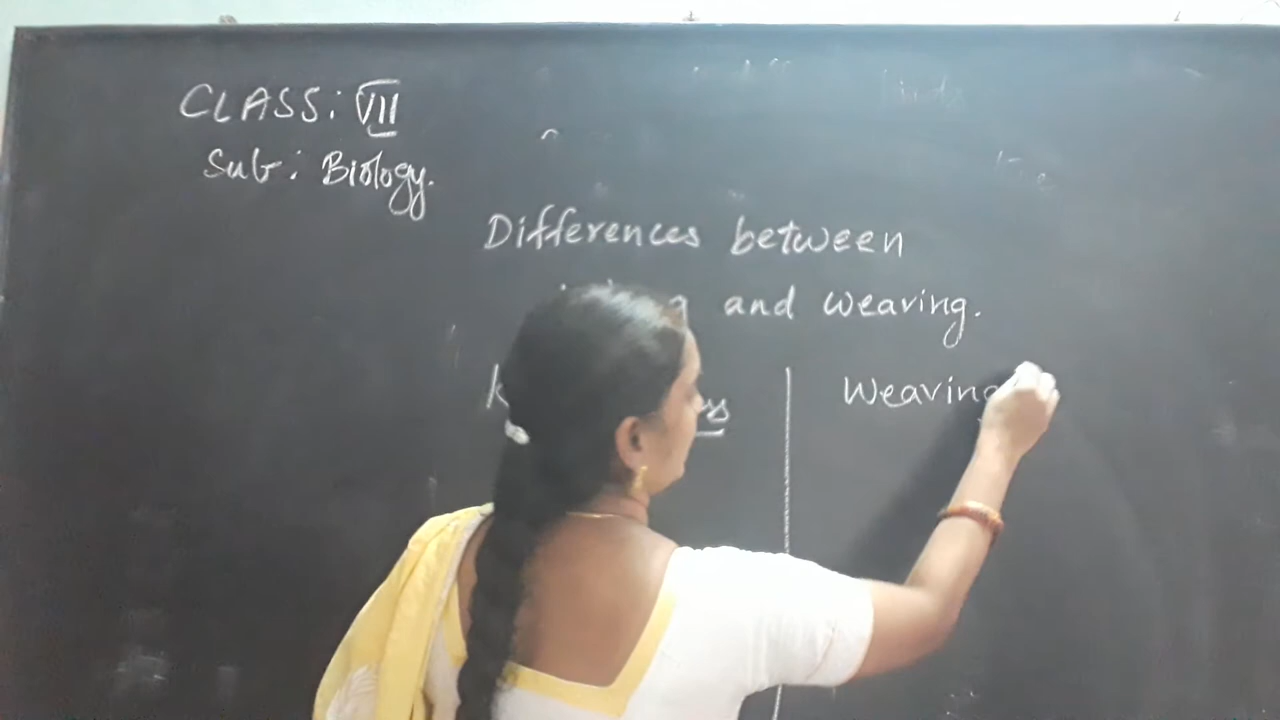 CLASS: VII
Sub: Biology.
Differences between
and weaving.
Weaving